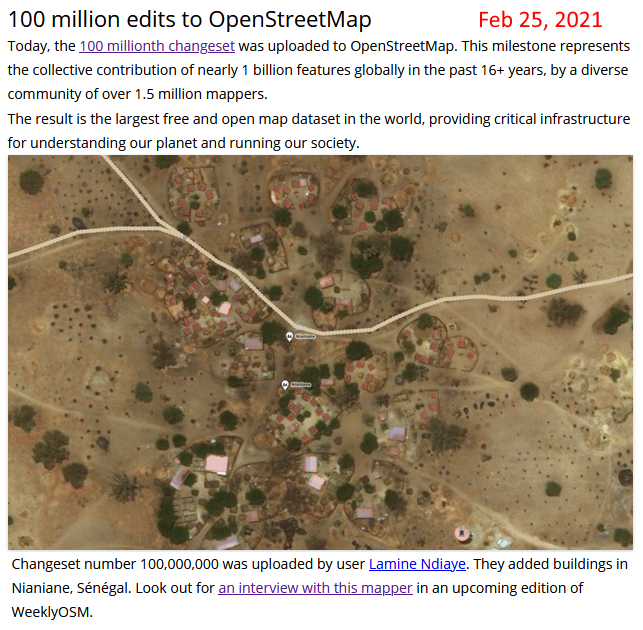 100 million edits to OpenStreetMap Feb 25, 2021
Today, the 100 millionth changeset was uploaded to OpenStreetMap. This milestone represents
the collective contribution of nearly 1 billion features globally in the past 16+ years, by a diverse
community of over 1.5 million mappers.
The result is the largest free and open map dataset in the world, providing critical infrastructure
for understanding our planet and running our society.
Nianiane
Nianiane
Changeset number 100,000,000 was uploaded by user Lamine Ndiaye. They added buildings in
Nianiane, Sénégal. Look out for an interview with this mapper in an upcoming edition of
WeeklyOSM.